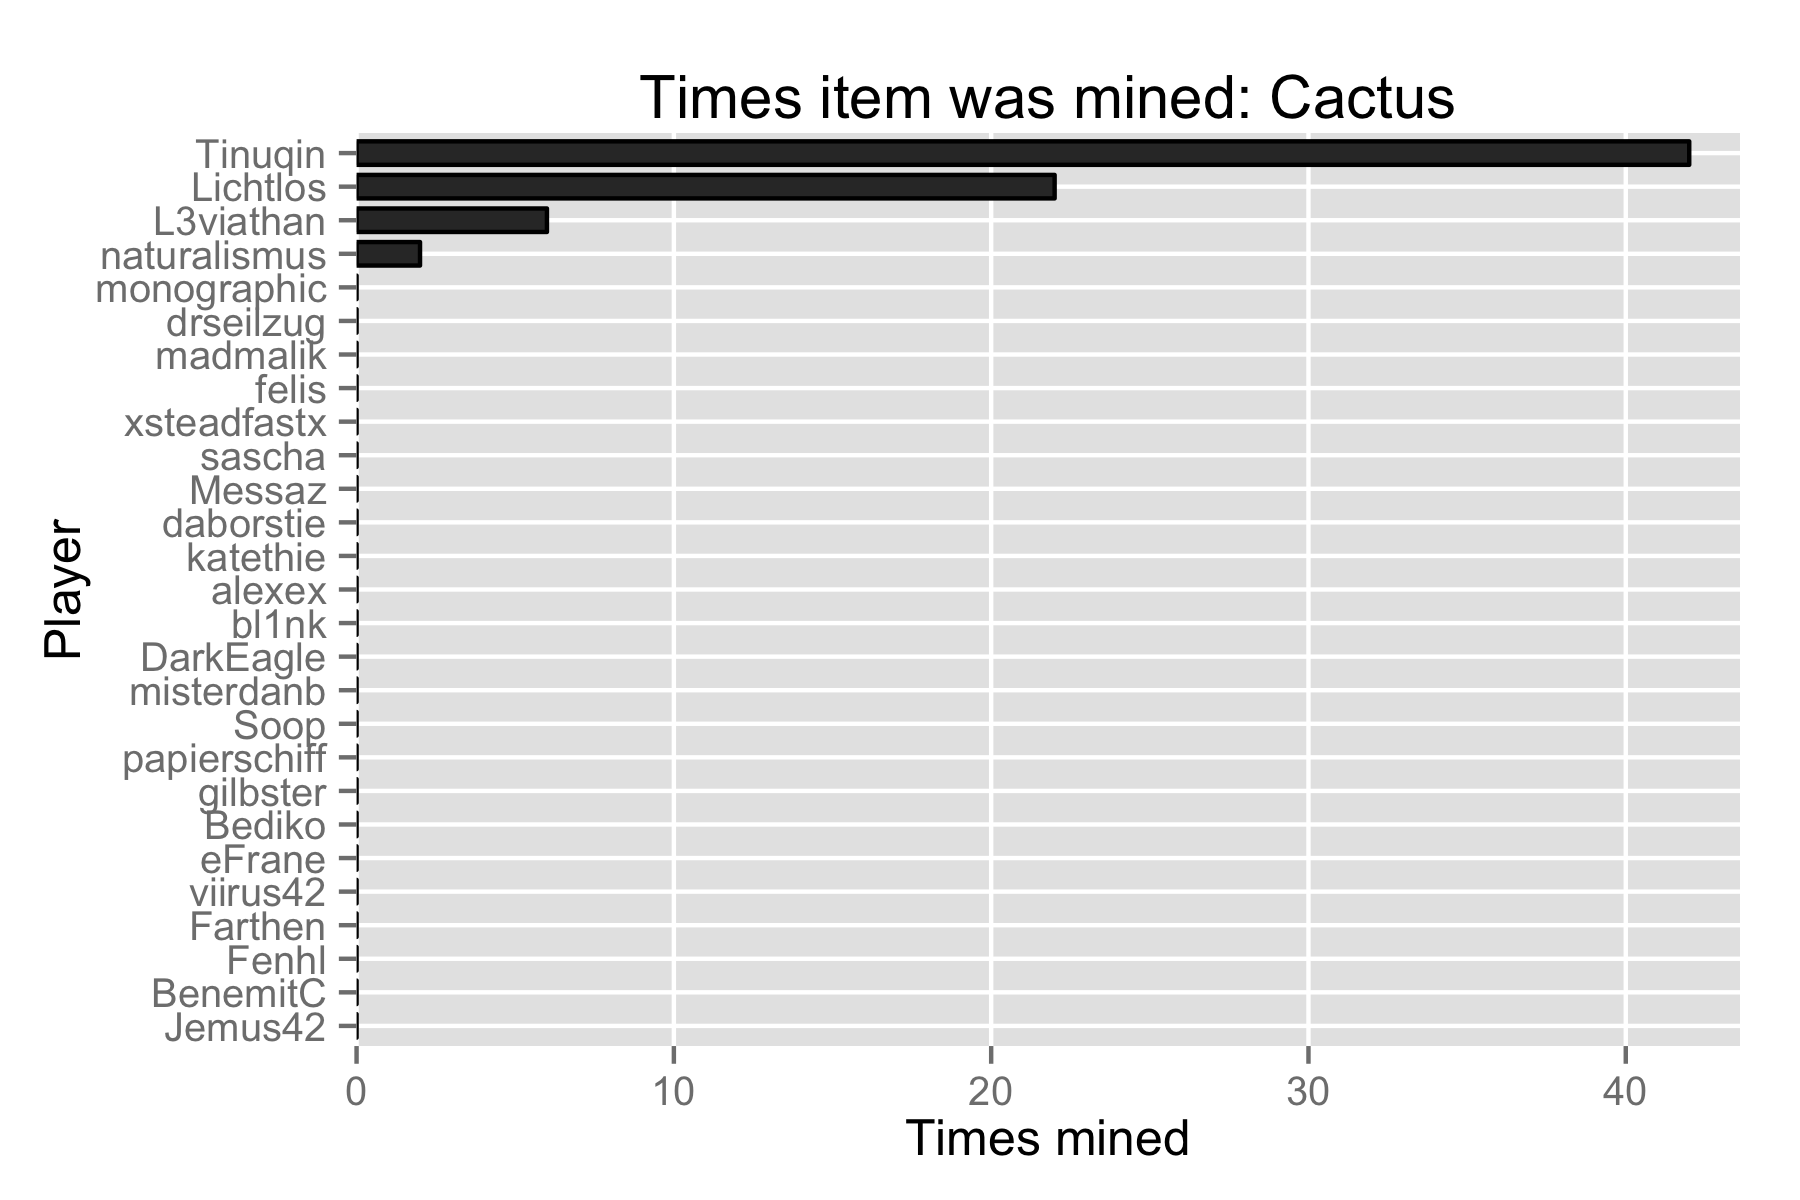 Times item was mined: Cactus
Tinuqin
Lichtlos
L3viathan
naturalismus
monographic
drseilzug
madmalik
felis
xsteadfastx
sascha
Messaz
daborstie
katethie
alexex
bl1nk
DarkEagle
misterdanb
Soop
papierschiff
gilbster
Bediko
eFrane
viirus42
Farthen
Fenhl
BenemitC
Jemus42
Player
0 10 20 30 40
Times mined